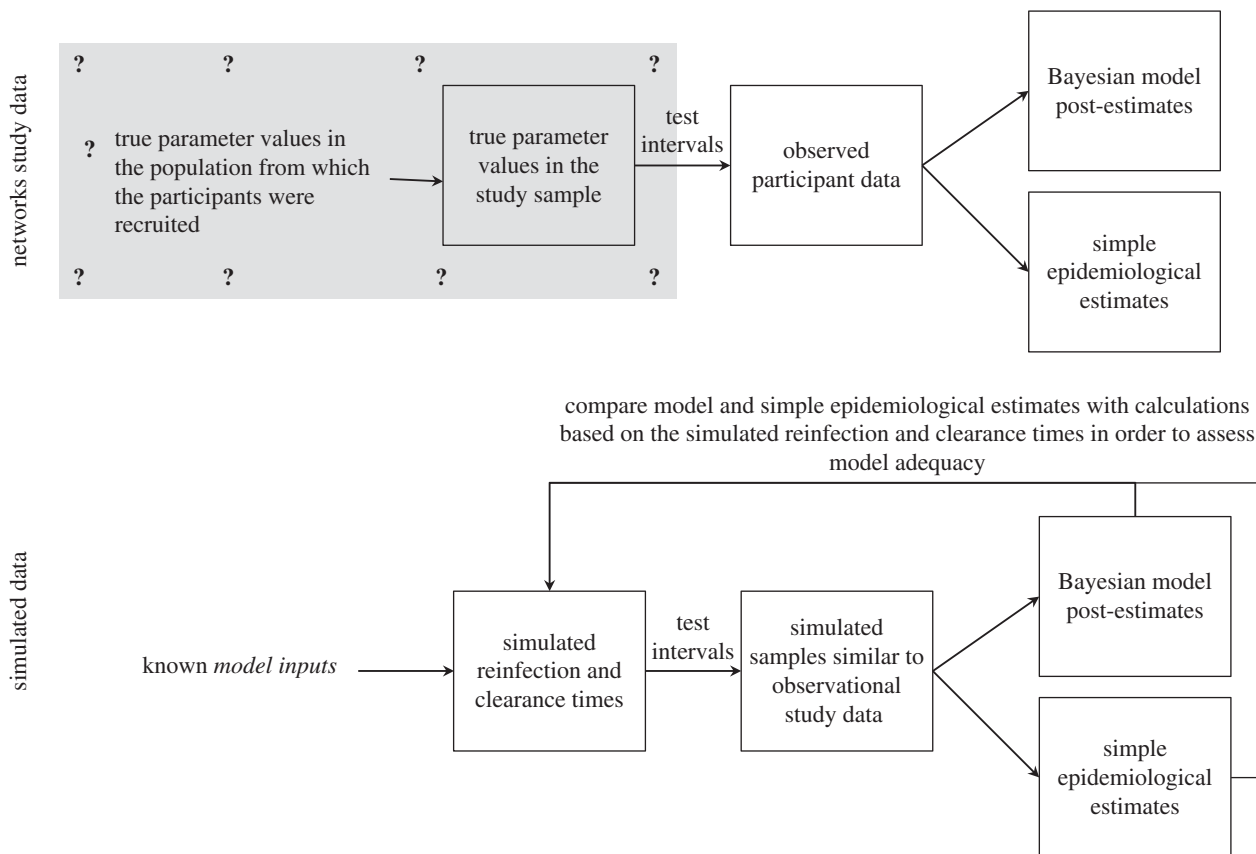 networks study data
? ? ? ?
? true parameter values in
the population from which
the participants were
recruited
? ? ? ?
true parameter
values in the
study sample
test
intervals
observed
participant data
Bayesian model
post-estimates
simple
epidemiological
estimates
compare model and simple epidemiological estimates with calculations
based on the simulated reinfection and clearance times in order to assess
model adequacy
simulated data
known model inputs
simulated
reinfection and
clearance times
test
intervals
simulated
samples similar to
observational
study data
Bayesian model
post-estimates
simple
epidemiological
estimates